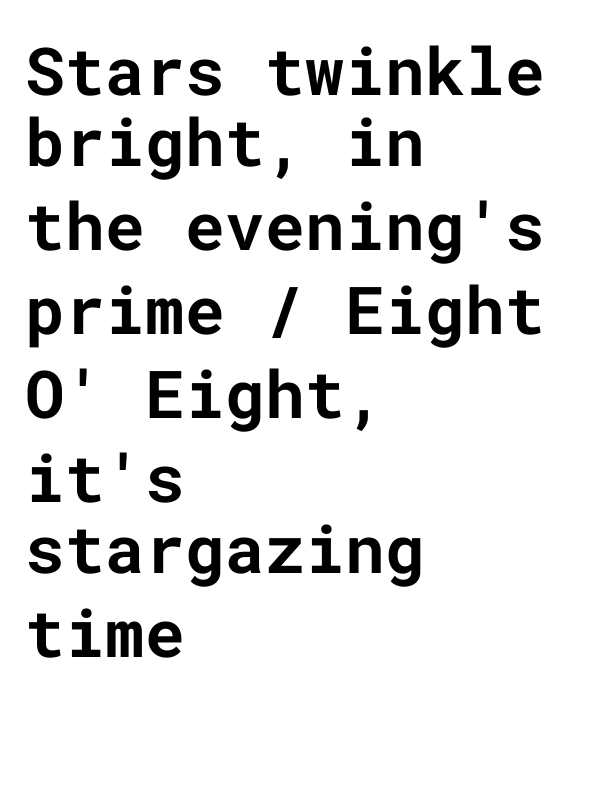 Stars twinkle
bright, in
the evening's
prime / Eight
O' Eight,
it's
stargazing
time